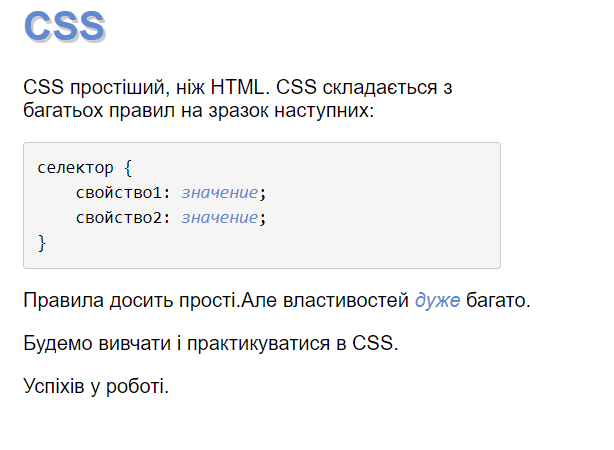 CSS
CSS простіший, ніж HTML. CSS складається з
багатьох правил на зразок наступних:
селектор {
    свойство1: значение;
    свойство2: значение;
}
Правила досить прості.Але властивостей дуже багато.
Будемо вивчати і практикуватися в CSS.
Успіхів у роботі.